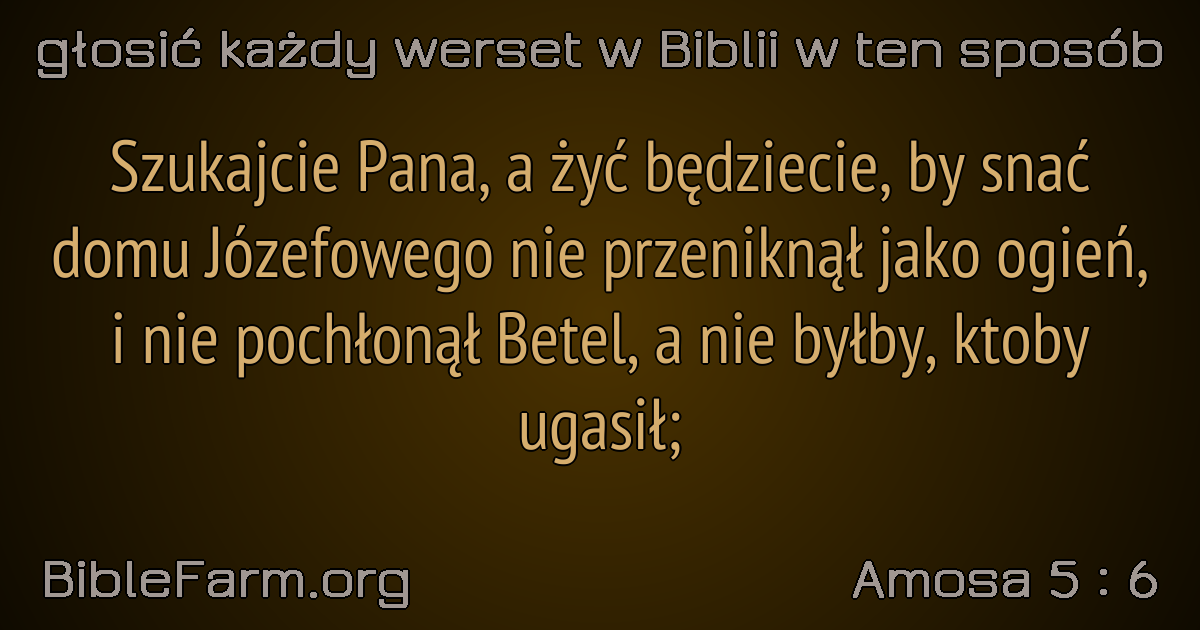 głosić każdy werset w Biblii w ten sposób
Szukajcie Pana, a żyć będziecie, by snać
domu Józefowego nie przeniknął jako ogień,
i nie pochłonął Betel, a nie byłby, ktoby
ugasił;
BibleFarm.org
Amosa 5 : 6